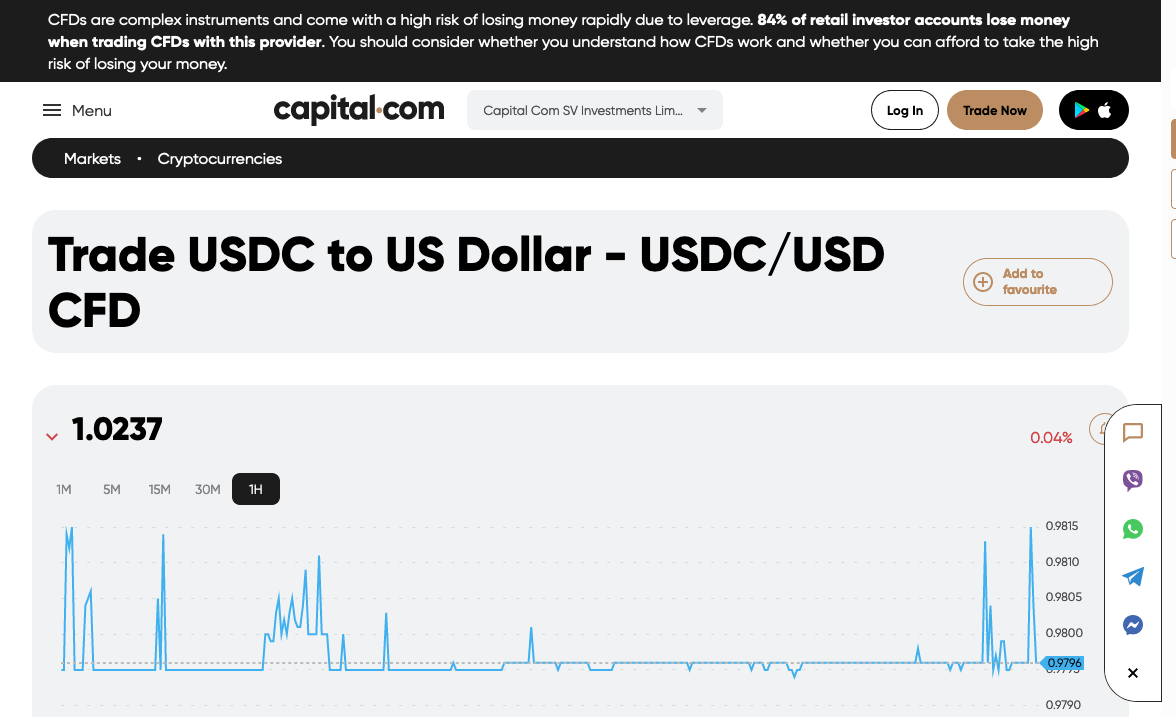 CFDs are complex instruments and come with a high risk of losing money rapidly due to leverage. 84% of retail investor accounts lose money
when trading CFDs with this provider. You should consider whether you understand how CFDs work and whether you can afford to take the high
risk of losing your money.
Menu
capital.com
Capital Com SV Investments Lim...
Log In
Trade Now
Markets • Cryptocurrencies
Trade USDC to US Dollar - USDC/USD
CFD
Add to
favourite
1.0237
0.04%
1M 5M 15M 30M 1H
0.9815
0.9810
0.9805
0.9800
0.9796
0.9795
0.9790